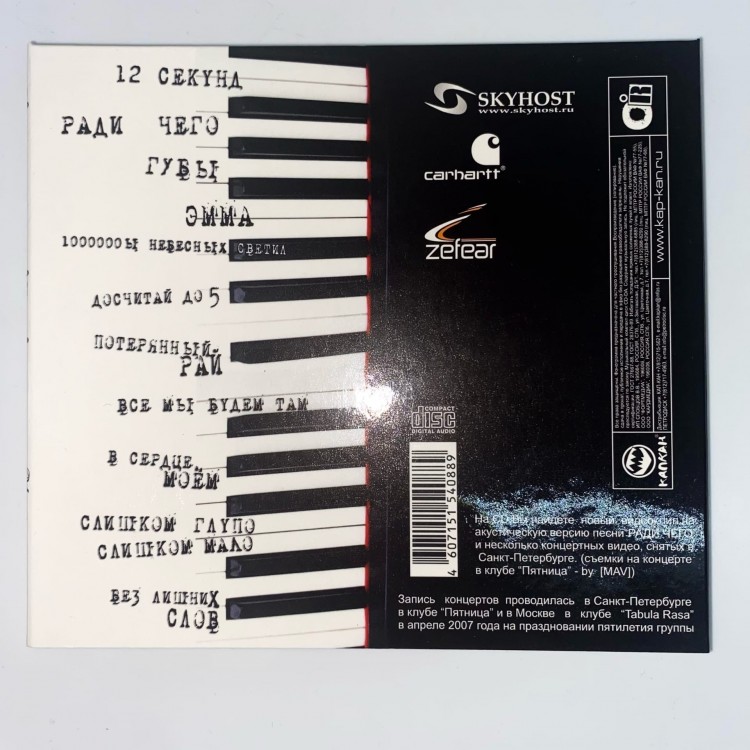 12 СЕКУНД
РАДИ ЧЕГО
ГУБЫ
ЭММА
1000000Ы НЕБЕСНЫХ СВЕТИЛ
ДОСЧИТАЙ ДО 5
ПОТЕРЯННЫЙ
РАЙ
ВСЕ МЫ БУДЕМ ТАМ
В СЕРДЦЕ
МОЁМ
СЛИШКОМ ГЛУПО
СЛИШКОМ МАЛО
БЕЗ ЛИШНИХ
СЛОВ
SKYHOST
www.skyhost.ru
carhartt®
zefear
COMPACT
disc
DIGITAL AUDIO
4 607151 540889
www.kap-kan.ru
КАПКАН
На CD Вы найдете новый видеоклип на
акустическую версию песни РАДИ ЧЕГО
и несколько концертных видео, снятых в
Санкт-Петербурге. (съемки на концерте
в клубе "Пятница" - by [MAV])
Запись концертов проводилась в Санкт-Петербурге
в клубе "Пятница" и в Москве в клубе "Tabula Rasa"
в апреле 2007 года на праздновании пятилетия группы